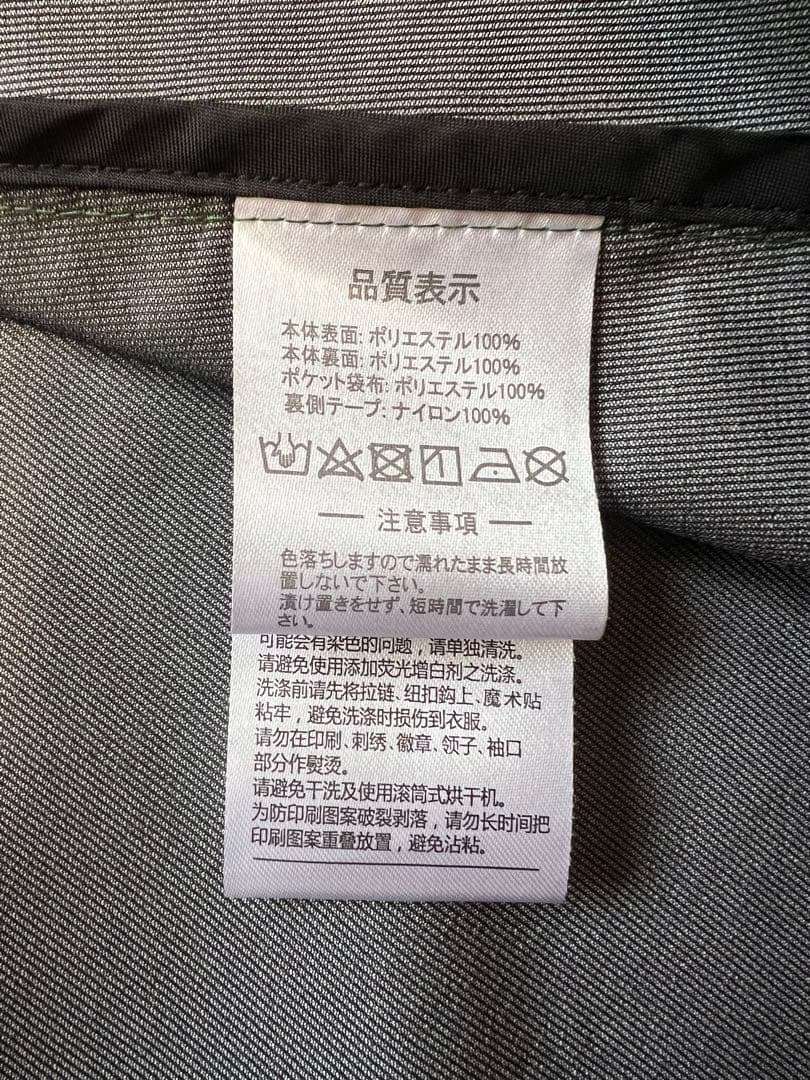 品質表示
本体表面: ポリエステル100%
本体裏面: ポリエステル100%
ポケット袋布: ポリエステル100%
裏側テープ: ナイロン100%
注意事項
色落ちしますので濡れたまま長時間放
置しないで下さい。
漬け置きをせず、短時間で洗濯して下
さい。
可能会有染色的问题，请单独清洗。
请避免使用添加荧光增白剂之洗涤。
洗涤前请先将拉链、纽扣鈎上、魔术贴
粘牢，避免洗涤时损伤到衣服。
请勿在印刷、刺绣、徽章、领子、袖口
部分作熨烫。
请避免干洗及使用滚筒式烘干机。
为防印刷图案破裂剥落，请勿长时间把
印刷图案重叠放置，避免沾粘。